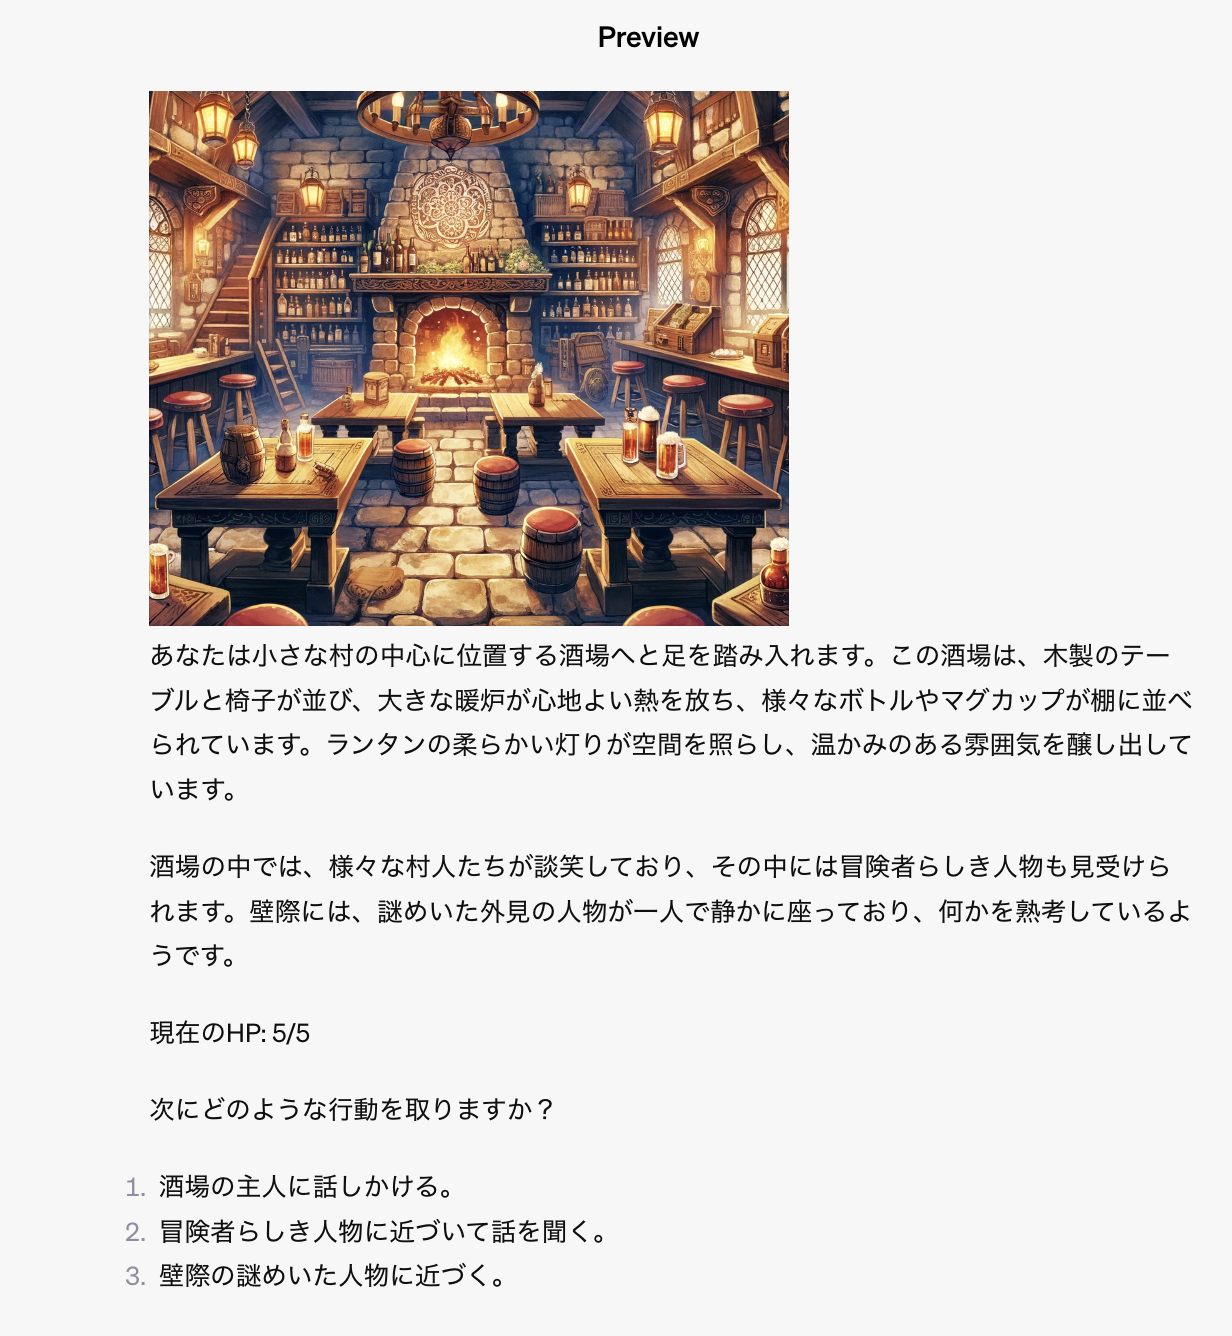 Preview
あなたは小さな村の中心に位置する酒場へと足を踏み入れます。この酒場は、木製のテー
ブルと椅子が並び、大きな暖炉が心地よい熱を放ち、様々なボトルやマグカップが棚に並べ
られています。ランタンの柔らかい灯りが空間を照らし、温かみのある雰囲気を醸し出して
います。
酒場の中では、様々な村人たちが談笑しており、その中には冒険者らしき人物も見受けら
れます。壁際には、謎めいた外見の人物が一人で静かに座っており、何かを熟考しているよ
うです。
現在のHP: 5/5
次にどのような行動を取りますか？
1. 酒場の主人に話しかける。
2. 冒険者らしき人物に近づいて話を聞く。
3. 壁際の謎めいた人物に近づく。